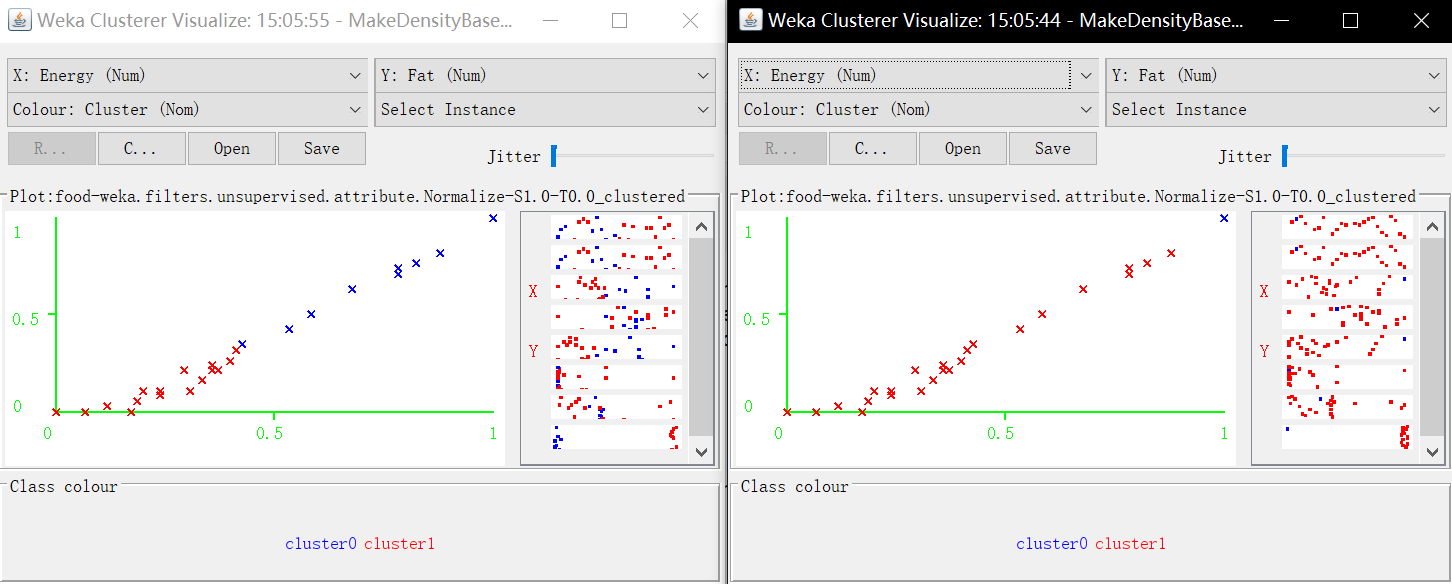 Weka Clusterer Visualize: 15:05:55 - MakeDensityBase...
X: Energy (Num)
Y: Fat (Num)
Colour: Cluster (Nom)
Select Instance
R...
C...
Open
Save
Jitter
Plot:food-weka.filters.unsupervised.attribute.Normalize-S1.0-T0.0_clustered
1
0.5
0
0
0.5
1
X
Y
Class colour
cluster0 cluster1
Weka Clusterer Visualize: 15:05:44 - MakeDensityBase...
X: Energy (Num)
Y: Fat (Num)
Colour: Cluster (Nom)
Select Instance
R...
C...
Open
Save
Jitter
Plot:food-weka.filters.unsupervised.attribute.Normalize-S1.0-T0.0_clustered
1
0.5
0
0
0.5
1
X
Y
Class colour
cluster0 cluster1